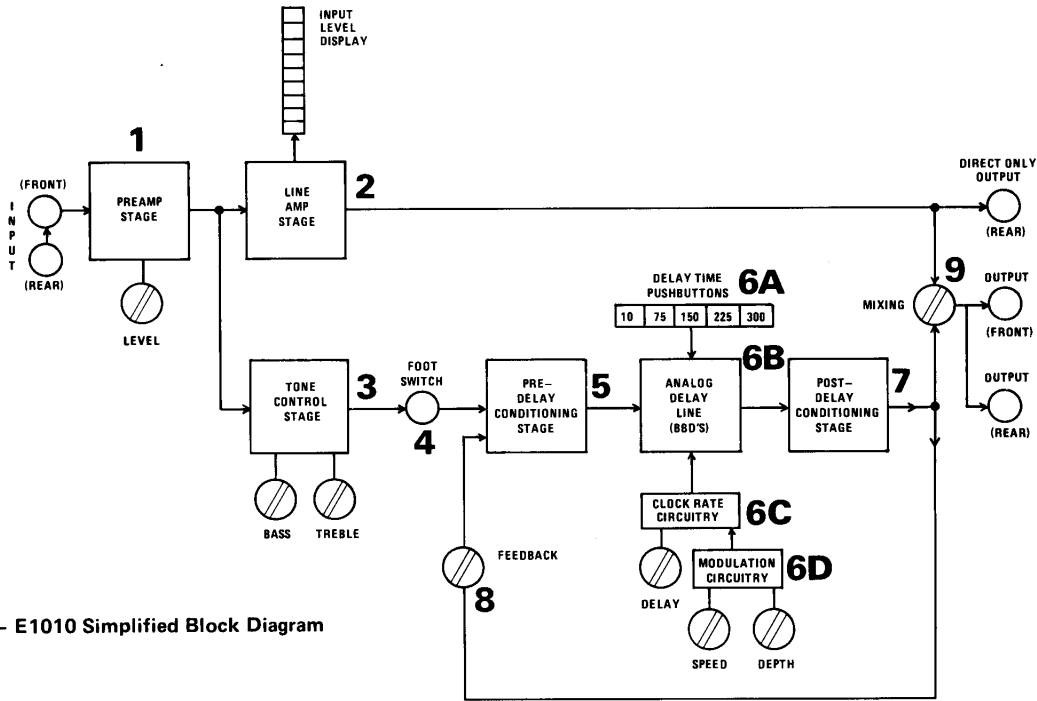 INPUT
LEVEL
DISPLAY
1
(FRONT)
INPUT
(REAR)
PREAMP
STAGE
LEVEL
LINE
AMP
STAGE
2
DIRECT ONLY
OUTPUT
(REAR)
9
MIXING
OUTPUT
(FRONT)
OUTPUT
(REAR)
DELAY TIME
PUSHBUTTONS
6A
10 75 150 225 300
TONE
CONTROL
STAGE
3
BASS
TREBLE
FOOT
SWITCH
4
PRE–
DELAY
CONDITIONING
STAGE
5
ANALOG
DELAY
LINE
(BBD'S)
6B
POST–
DELAY
CONDITIONING
STAGE
7
CLOCK RATE
CIRCUITRY
6C
DELAY
MODULATION
CIRCUITRY
6D
SPEED
DEPTH
FEEDBACK
8
– E1010 Simplified Block Diagram